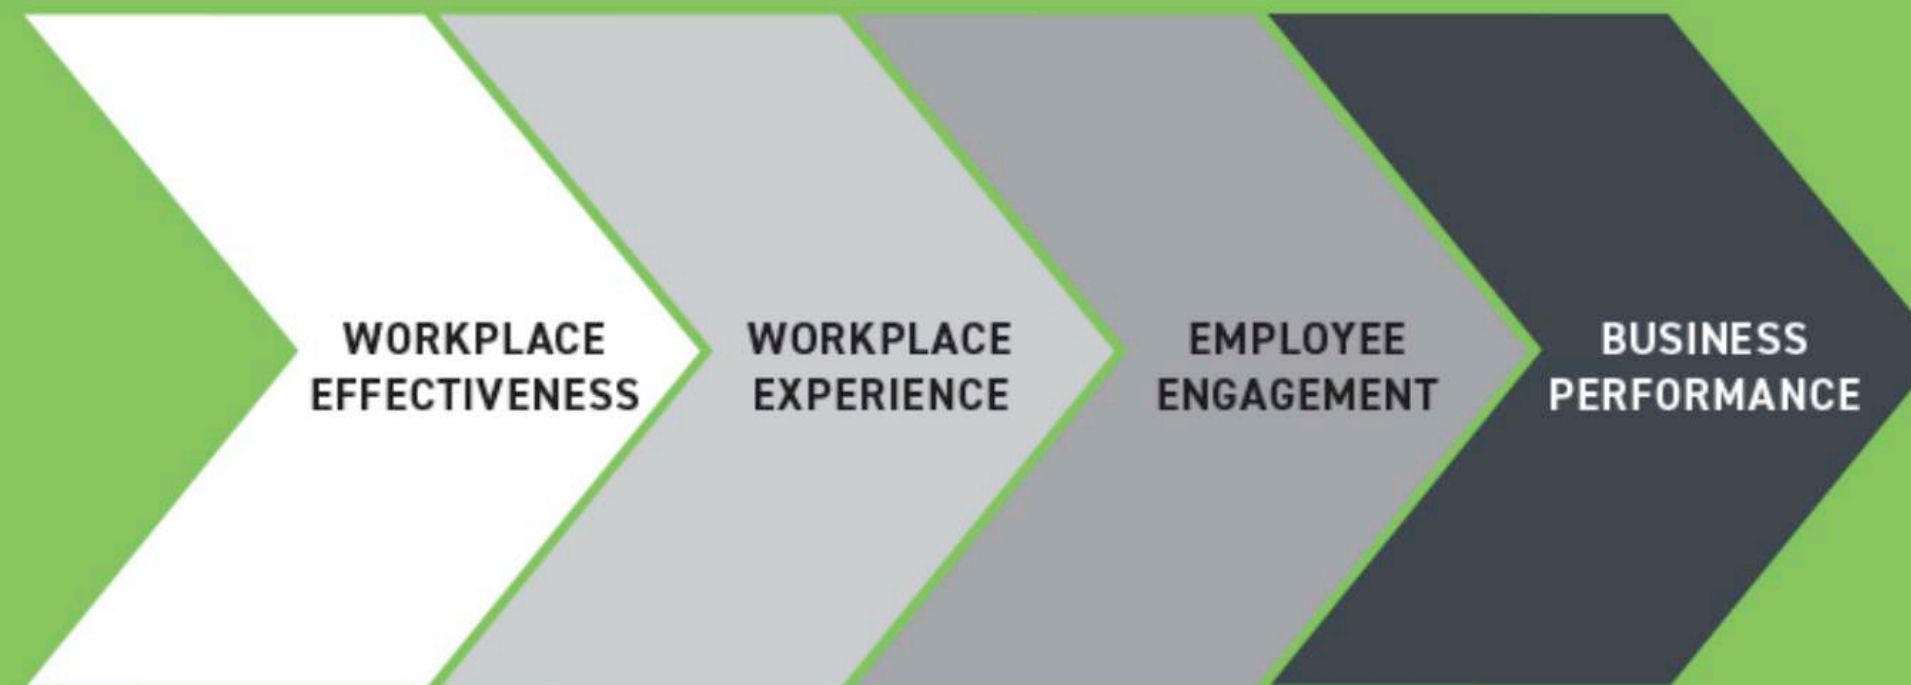 WORKPLACE
EFFECTIVENESS
WORKPLACE
EXPERIENCE
EMPLOYEE
ENGAGEMENT
BUSINESS
PERFORMANCE